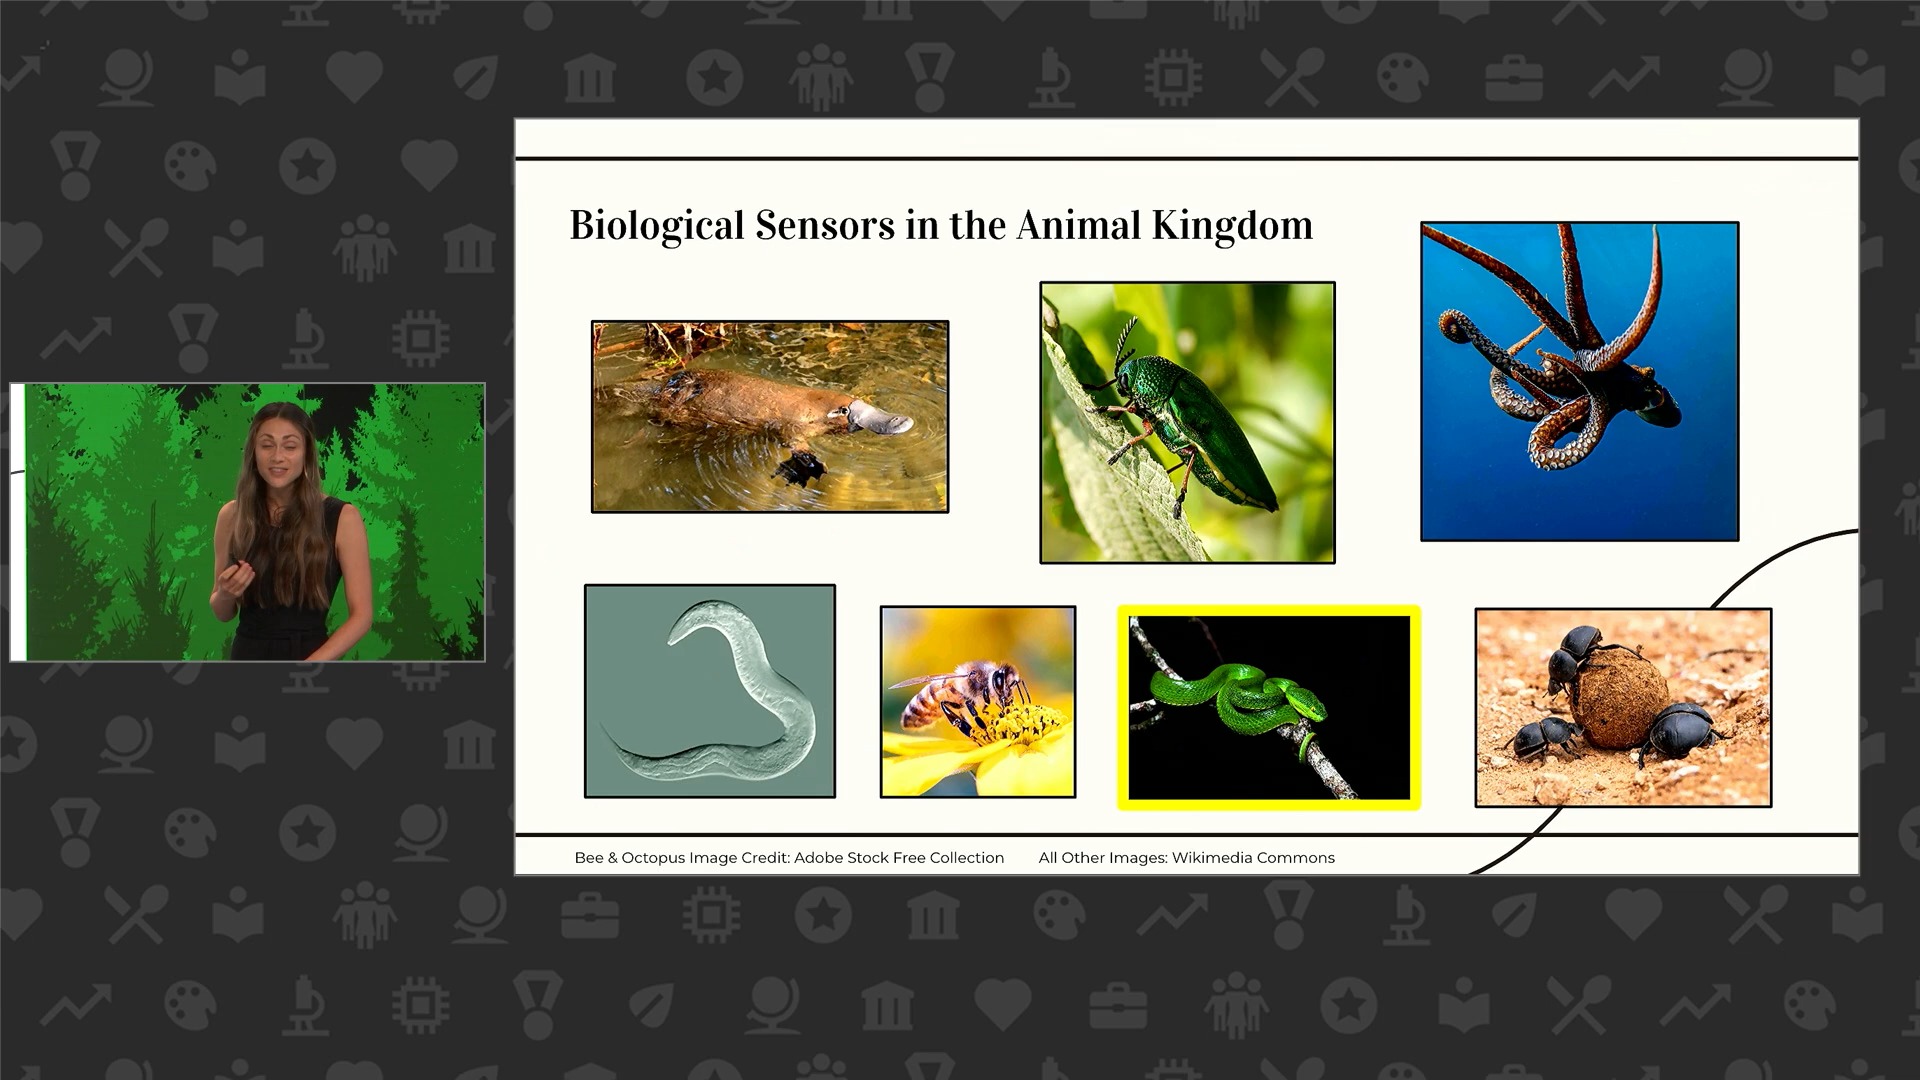 Biological Sensors in the Animal Kingdom
Bee & Octopus Image Credit: Adobe Stock Free Collection All Other Images: Wikimedia Commons